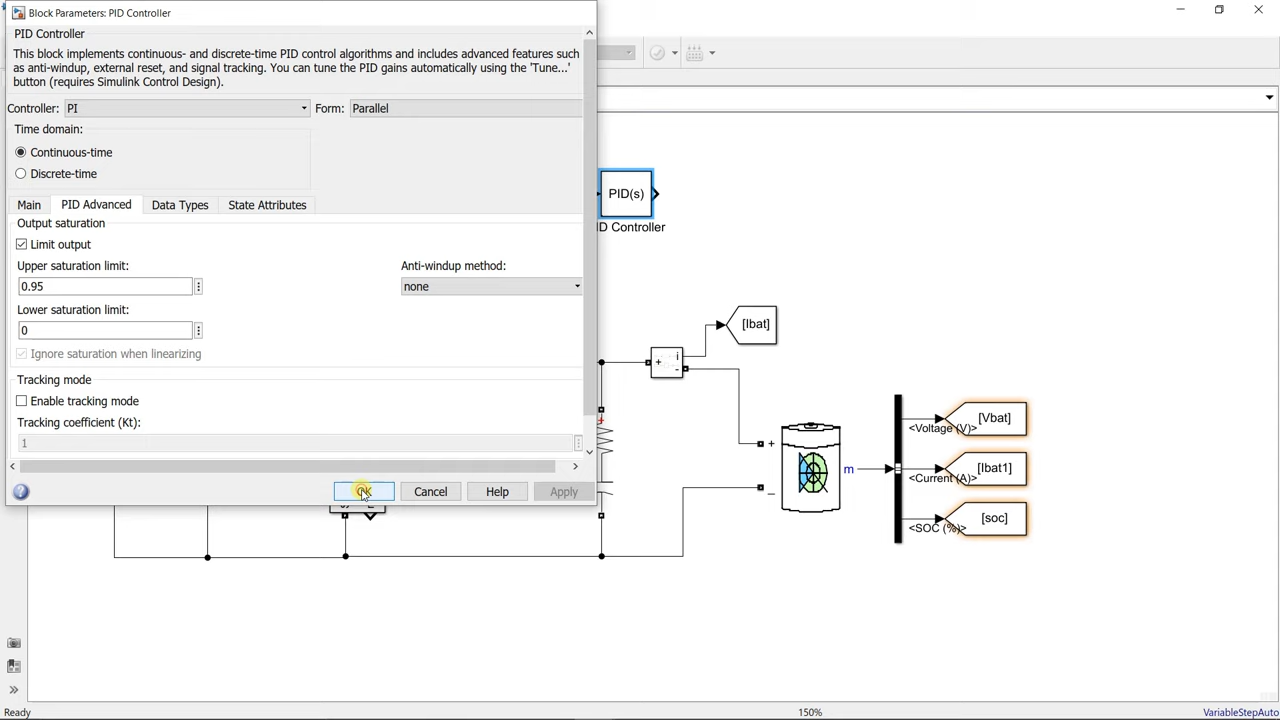 Block Parameters: PID Controller
PID Controller
This block implements continuous- and discrete-time PID control algorithms and includes advanced features such
as anti-windup, external reset, and signal tracking. You can tune the PID gains automatically using the 'Tune...'
button (requires Simulink Control Design).
Controller: PI Form: Parallel
Time domain:
Continuous-time
Discrete-time
Main PID Advanced Data Types State Attributes
Output saturation
Limit output
Upper saturation limit: Anti-windup method:
0.95 none
Lower saturation limit:
0
Ignore saturation when linearizing
Tracking mode
Enable tracking mode
Tracking coefficient (Kt):
1
OK Cancel Help Apply
PID(s)
ID Controller
[Ibat]
+ i
-
+
+
m
_
[Vbat]
<Voltage (V)>
[Ibat1]
<Current (A)>
[soc]
<SOC (%)>
Ready 150% VariableStepAuto